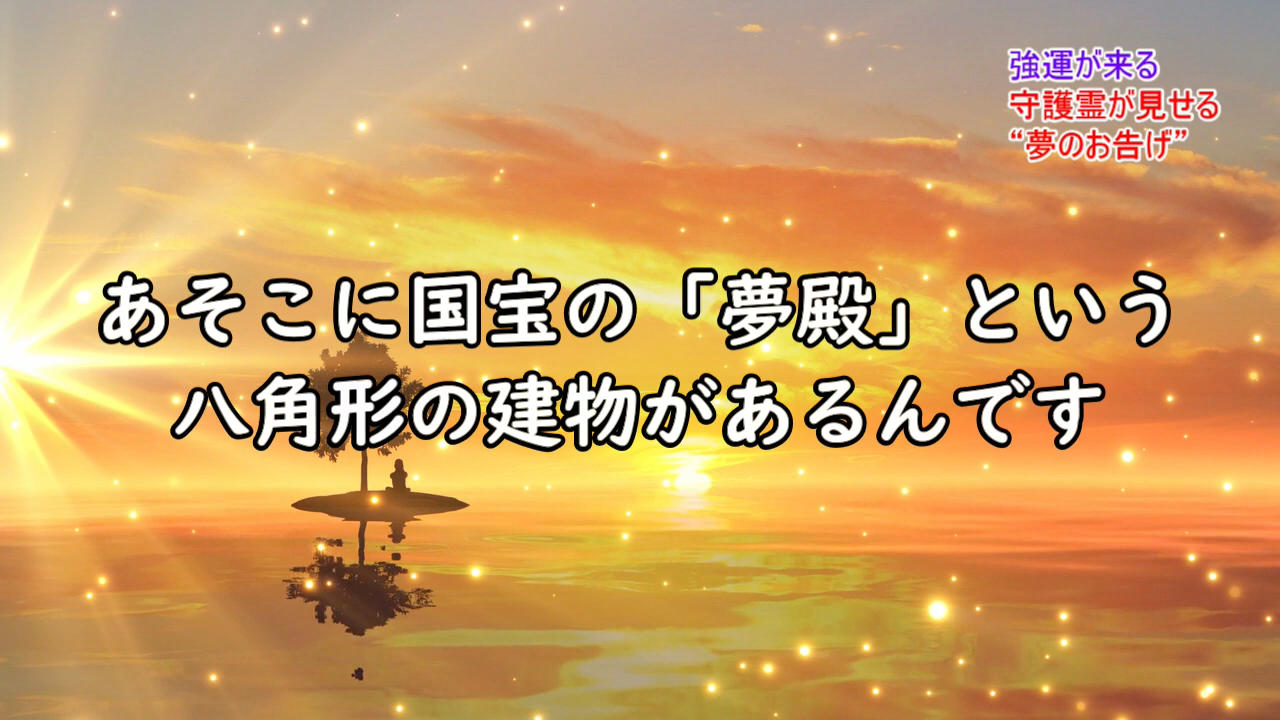 強運が来る
守護霊が見せる
“夢のお告げ”
あそこに国宝の「夢殿」という
八角形の建物があるんです